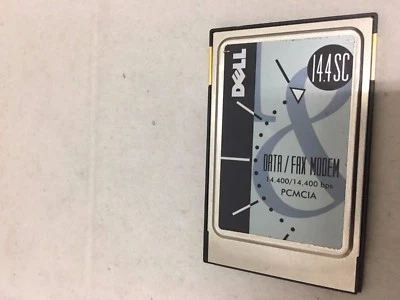 DELL
14.4SC
DATA / FAX MODEM
14,400/14,400 bps
PCMCIA